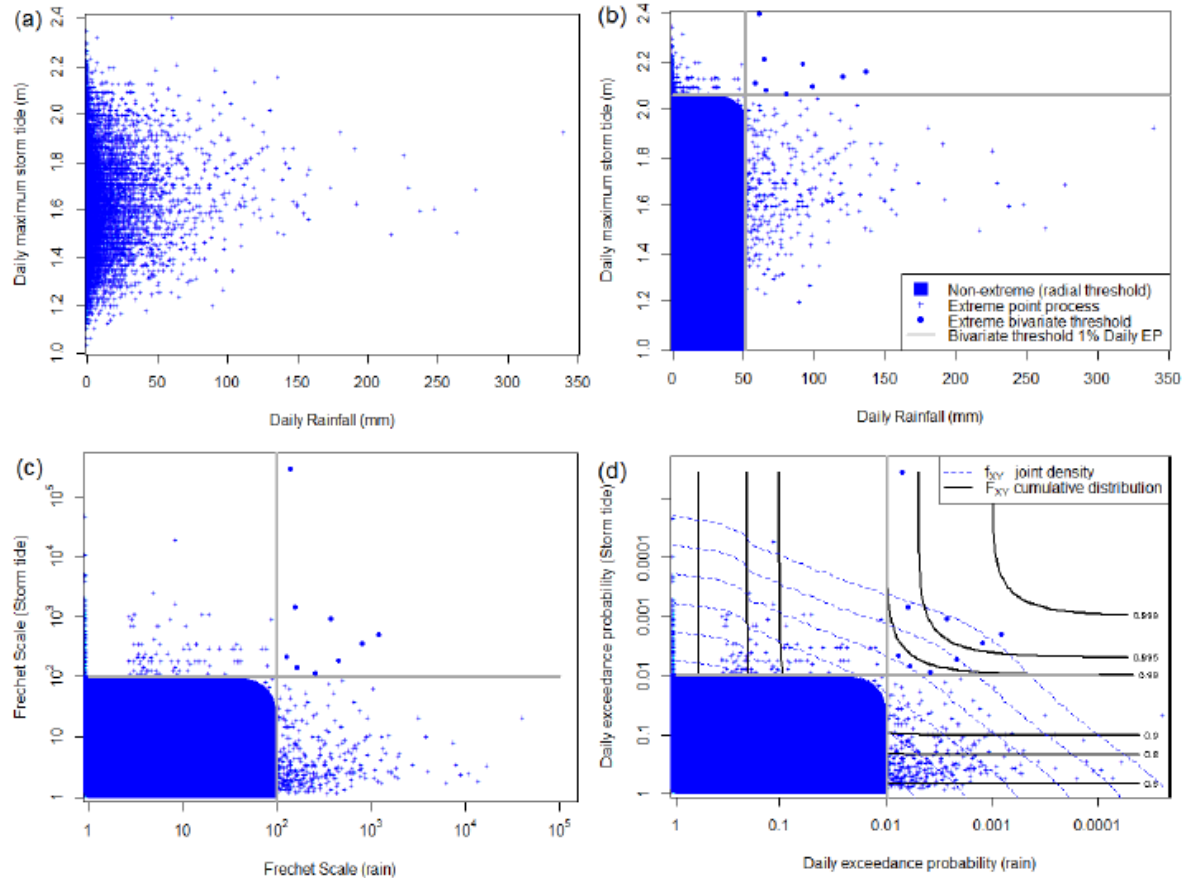 (a)
Daily maximum storm tide (m)
2.4
2.2
2.0
1.8
1.6
1.4
1.2
1.0
0 50 100 150 200 250 300 350
Daily Rainfall (mm)
(b)
Daily maximum storm tide (m)
2.4
2.2
2.0
1.8
1.6
1.4
1.2
1.0
Non-extreme (radial threshold)
Extreme point process
Extreme bivariate threshold
Bivariate threshold 1% Daily EP
0 50 100 150 200 250 300 350
Daily Rainfall (mm)
(c)
Frechet Scale (Storm tide)
10^5
10^4
10^3
10^2
10
1
1 10 10^2 10^3 10^4 10^5
Frechet Scale (rain)
(d)
Daily exceedance probability (Storm tide)
f_XY joint density
F_XY cumulative distribution
0.0001
0.001
0.01
0.1
1
0.999
0.995
0.99
0.9
0.8
0.5
1 0.1 0.01 0.001 0.0001
Daily exceedance probability (rain)